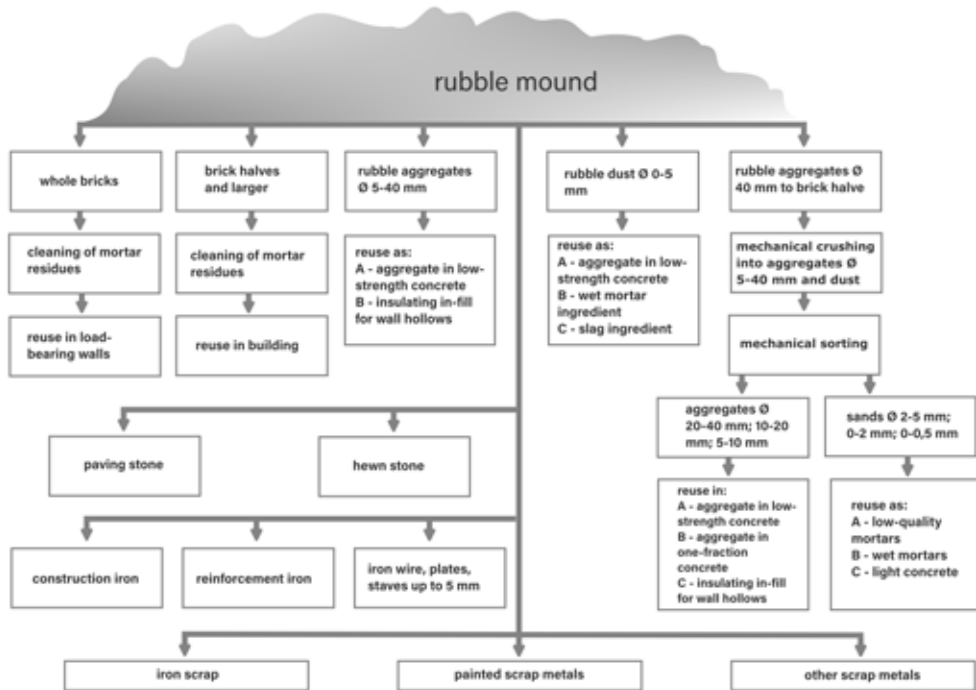 rubble mound
whole bricks
brick halves
and larger
rubble aggregates
Ø 5-40 mm
rubble dust Ø 0-5
mm
rubble aggregates Ø
40 mm to brick halve
cleaning of mortar
residues
cleaning of mortar
residues
reuse as:
A - aggregate in low-
strength concrete
B - insulating in-fill
for wall hollows
reuse as:
A - aggregate in low-
strength concrete
B - wet mortar
ingredient
C - slag ingredient
mechanical crushing
into aggregates Ø
5-40 mm and dust
reuse in load-
bearing walls
reuse in building
mechanical sorting
aggregates Ø
20-40 mm; 10-20
mm; 5-10 mm
sands Ø 2-5 mm;
0-2 mm; 0-0,5 mm
paving stone
hewn stone
reuse in:
A - aggregate in low-
strength concrete
B - aggregate in
one-fraction
concrete
C - insulating in-fill
for wall hollows
reuse as:
A - low-quality
mortars
B - wet mortars
C - light concrete
construction iron
reinforcement iron
iron wire, plates,
staves up to 5 mm
iron scrap
painted scrap metals
other scrap metals